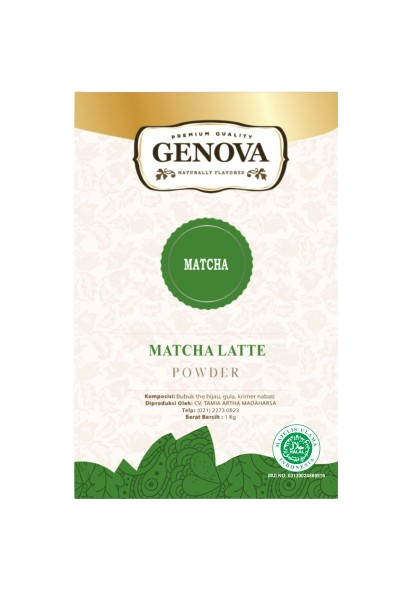 PREMIUM QUALITY
GENOVA
NATURALLY FLAVORED
MATCHA
MATCHA LATTE
POWDER
Komposisi: Bubuk the hijau, gula, krimer nabati
Diproduksi Oleh: CV. TAMIA ARTHA MADAHARSA
Telp: (021) 2273 0823
Berat Bersih : 1 Kg
MAJELIS ULAMA
HALAL
INDONESIA